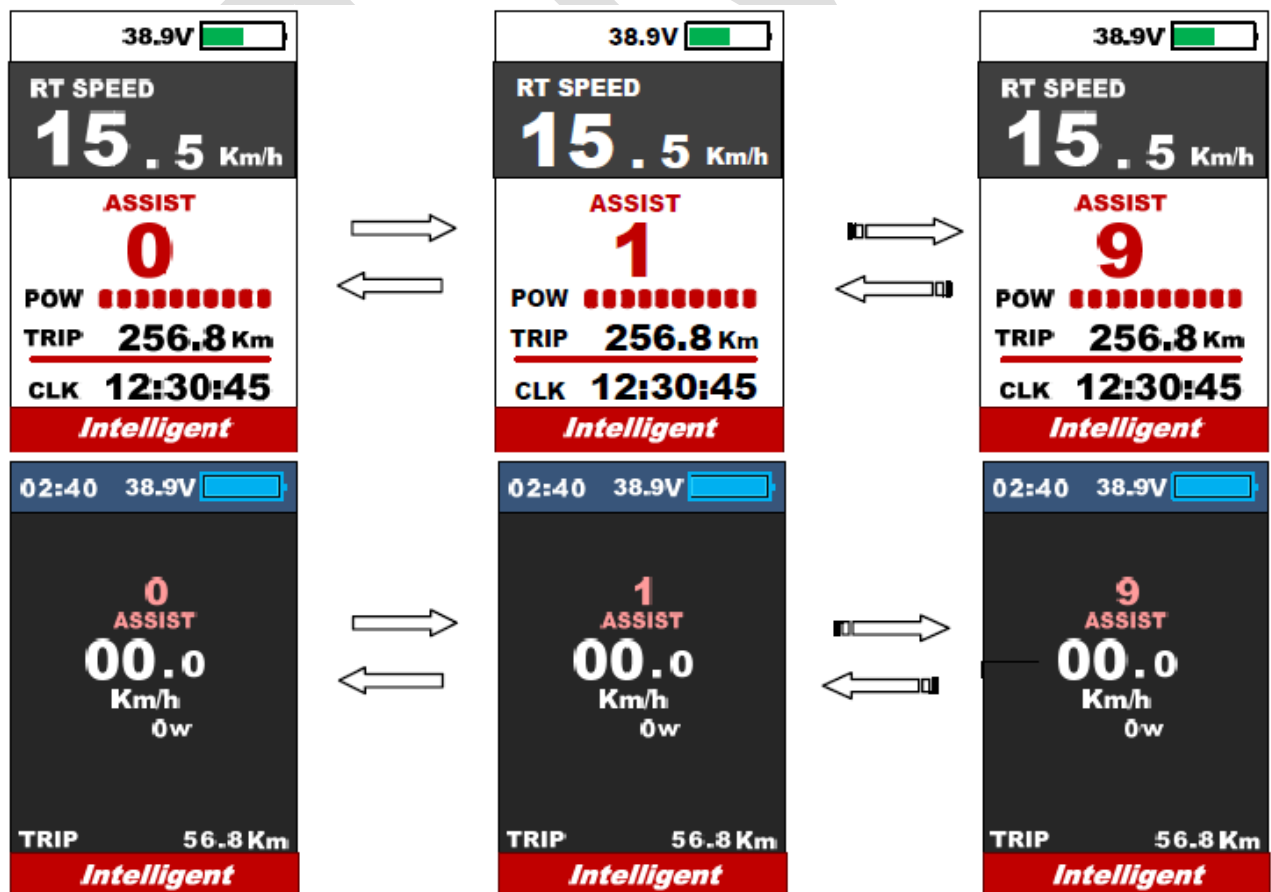 38.9V
RT SPEED
15.5 Km/h
ASSIST
0
POW
TRIP 256.8 Km
CLK 12:30:45
Intelligent
38.9V
RT SPEED
15.5 Km/h
ASSIST
1
POW
TRIP 256.8 Km
CLK 12:30:45
Intelligent
38.9V
RT SPEED
15.5 Km/h
ASSIST
9
POW
TRIP 256.8 Km
CLK 12:30:45
Intelligent
02:40 38.9V
0
ASSIST
00.0
Km/h
0w
TRIP 56.8 Km
Intelligent
02:40 38.9V
1
ASSIST
00.0
Km/h
0w
TRIP 56.8 Km
Intelligent
02:40 38.9V
9
ASSIST
00.0
Km/h
0w
TRIP 56.8 Km
Intelligent